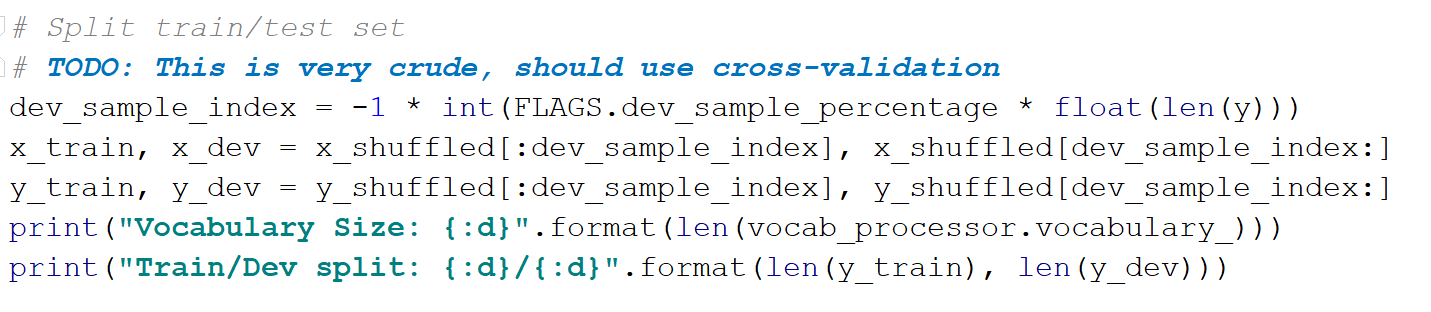 # Split train/test set
# TODO: This is very crude, should use cross-validation
dev_sample_index = -1 * int(FLAGS.dev_sample_percentage * float(len(y)))
x_train, x_dev = x_shuffled[:dev_sample_index], x_shuffled[dev_sample_index:]
y_train, y_dev = y_shuffled[:dev_sample_index], y_shuffled[dev_sample_index:]
print("Vocabulary Size: {:d}".format(len(vocab_processor.vocabulary_)))
print("Train/Dev split: {:d}/{:d}".format(len(y_train), len(y_dev)))